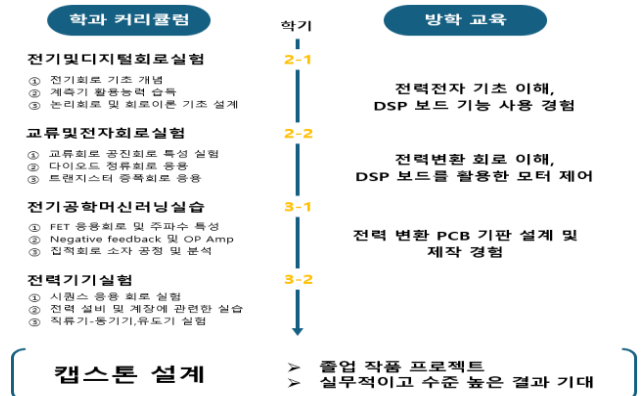 학과 커리큘럼
학기
방학 교육
전기및디지털회로실험
① 전기회로 기초 개념
② 계측기 활용능력 습득
③ 논리회로 및 회로이론 기초 설계
2-1
전력전자 기초 이해,
DSP 보드 기능 사용 경험
교류및전자회로실험
① 교류회로 공진회로 특성 실험
② 다이오드 정류회로 응용
③ 트랜지스터 증폭회로 응용
2-2
전력변환 회로 이해,
DSP 보드를 활용한 모터 제어
전기공학머신러닝실습
① FET 응용회로 및 주파수 특성
② Negative feedback 및 OP Amp
③ 집적회로 소자 공정 및 분석
3-1
전력 변환 PCB 기판 설계 및
제작 경험
전력기기실험
① 시퀀스 응용 회로 실험
② 전력 설비 및 계장에 관련한 실습
③ 직류기-동기기,유도기 실험
3-2
캡스톤 설계
➢ 졸업 작품 프로젝트
➢ 실무적이고 수준 높은 결과 기대